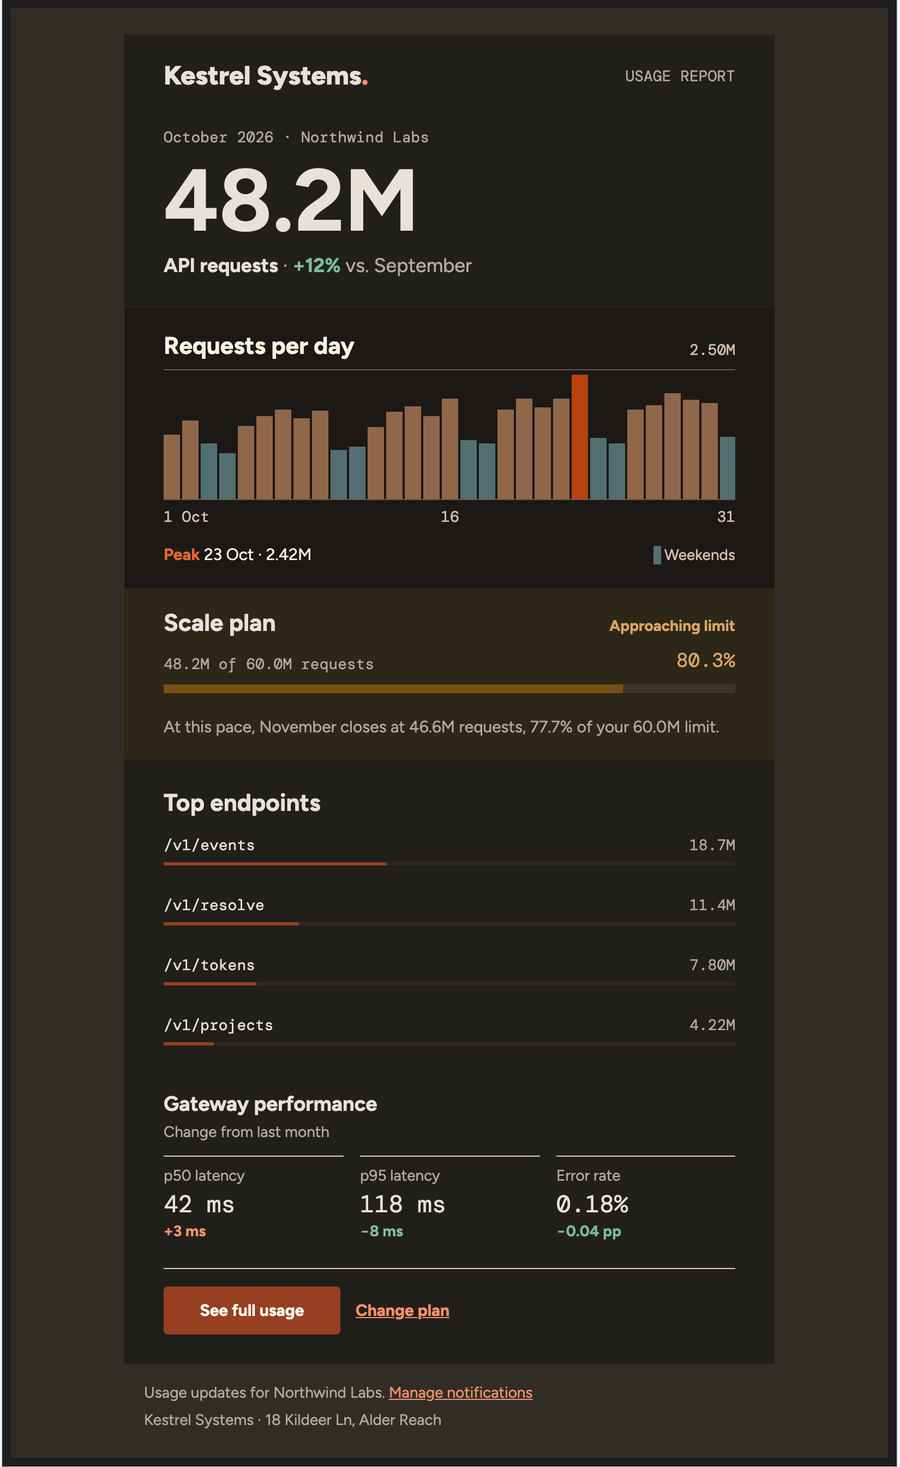 Kestrel Systems.
USAGE REPORT
October 2026 · Northwind Labs
48.2M
API requests · +12% vs. September
Requests per day
2.50M
1 Oct
16
31
Peak 23 Oct · 2.42M
Weekends
Scale plan
Approaching limit
48.2M of 60.0M requests
80.3%
At this pace, November closes at 46.6M requests, 77.7% of your 60.0M limit.
Top endpoints
/v1/events
18.7M
/v1/resolve
11.4M
/v1/tokens
7.80M
/v1/projects
4.22M
Gateway performance
Change from last month
p50 latency
42 ms
+3 ms
p95 latency
118 ms
−8 ms
Error rate
0.18%
−0.04 pp
See full usage
Change plan
Usage updates for Northwind Labs. Manage notifications
Kestrel Systems · 18 Kildeer Ln, Alder Reach